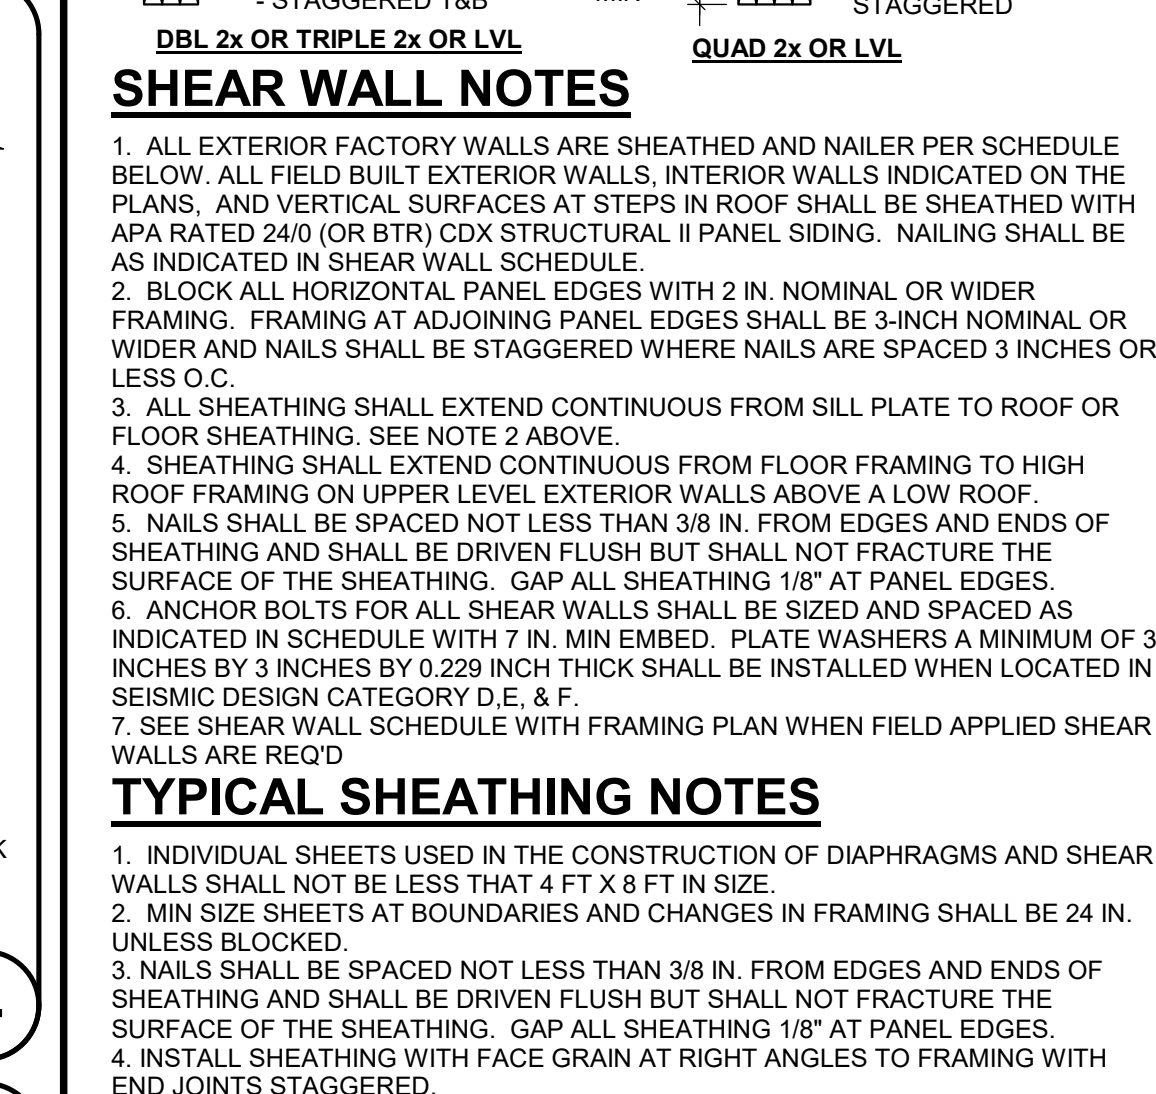 - STAGGERED T&B
STAGGERED
DBL 2x OR TRIPLE 2x OR LVL
QUAD 2x OR LVL
SHEAR WALL NOTES
1. ALL EXTERIOR FACTORY WALLS ARE SHEATHED AND NAILER PER SCHEDULE
BELOW. ALL FIELD BUILT EXTERIOR WALLS, INTERIOR WALLS INDICATED ON THE
PLANS, AND VERTICAL SURFACES AT STEPS IN ROOF SHALL BE SHEATHED WITH
APA RATED 24/0 (OR BTR) CDX STRUCTURAL II PANEL SIDING. NAILING SHALL BE
AS INDICATED IN SHEAR WALL SCHEDULE.
2. BLOCK ALL HORIZONTAL PANEL EDGES WITH 2 IN. NOMINAL OR WIDER
FRAMING. FRAMING AT ADJOINING PANEL EDGES SHALL BE 3-INCH NOMINAL OR
WIDER AND NAILS SHALL BE STAGGERED WHERE NAILS ARE SPACED 3 INCHES OR
LESS O.C.
3. ALL SHEATHING SHALL EXTEND CONTINUOUS FROM SILL PLATE TO ROOF OR
FLOOR SHEATHING. SEE NOTE 2 ABOVE.
4. SHEATHING SHALL EXTEND CONTINUOUS FROM FLOOR FRAMING TO HIGH
ROOF FRAMING ON UPPER LEVEL EXTERIOR WALLS ABOVE A LOW ROOF.
5. NAILS SHALL BE SPACED NOT LESS THAN 3/8 IN. FROM EDGES AND ENDS OF
SHEATHING AND SHALL BE DRIVEN FLUSH BUT SHALL NOT FRACTURE THE
SURFACE OF THE SHEATHING. GAP ALL SHEATHING 1/8" AT PANEL EDGES.
6. ANCHOR BOLTS FOR ALL SHEAR WALLS SHALL BE SIZED AND SPACED AS
INDICATED IN SCHEDULE WITH 7 IN. MIN EMBED. PLATE WASHERS A MINIMUM OF 3
INCHES BY 3 INCHES BY 0.229 INCH THICK SHALL BE INSTALLED WHEN LOCATED IN
SEISMIC DESIGN CATEGORY D,E, & F.
7. SEE SHEAR WALL SCHEDULE WITH FRAMING PLAN WHEN FIELD APPLIED SHEAR
WALLS ARE REQ'D
TYPICAL SHEATHING NOTES
1. INDIVIDUAL SHEETS USED IN THE CONSTRUCTION OF DIAPHRAGMS AND SHEAR
WALLS SHALL NOT BE LESS THAT 4 FT X 8 FT IN SIZE.
2. MIN SIZE SHEETS AT BOUNDARIES AND CHANGES IN FRAMING SHALL BE 24 IN.
UNLESS BLOCKED.
3. NAILS SHALL BE SPACED NOT LESS THAN 3/8 IN. FROM EDGES AND ENDS OF
SHEATHING AND SHALL BE DRIVEN FLUSH BUT SHALL NOT FRACTURE THE
SURFACE OF THE SHEATHING. GAP ALL SHEATHING 1/8" AT PANEL EDGES.
4. INSTALL SHEATHING WITH FACE GRAIN AT RIGHT ANGLES TO FRAMING WITH
END JOINTS STAGGERED.